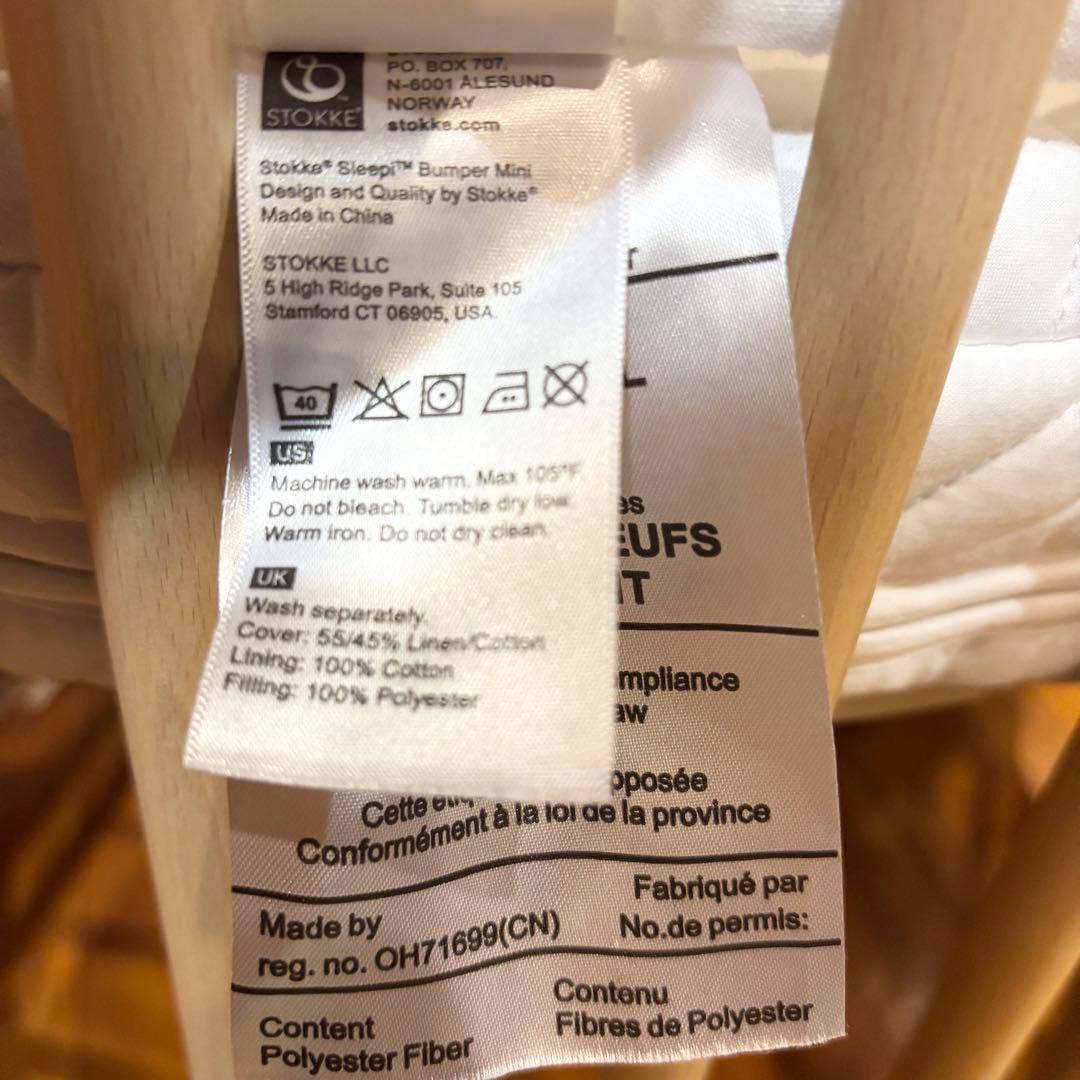 STOKKE
PO. BOX 707,
N-6001 ÅLESUND
NORWAY
stokke.com
Stokke® Sleepi™ Bumper Mini
Design and Quality by Stokke®
Made in China
STOKKE LLC
5 High Ridge Park, Suite 105
Stamford CT 06905, USA.
40
US:
Machine wash warm. Max 105°F
Do not bleach. Tumble dry low.
Warm iron. Do not dry clean.
UK
Wash separately.
Cover: 55/45% Linen/Cotton
Lining: 100% Cotton
Filling: 100% Polyester
T
es
EUFS
IT
mpliance
aw
pposée
Cette
Conformément à la loi de la province
Made by
reg. no. OH71699(CN)
Fabriqué par
No.de permis:
Content
Polyester Fiber
Contenu
Fibres de Polyester